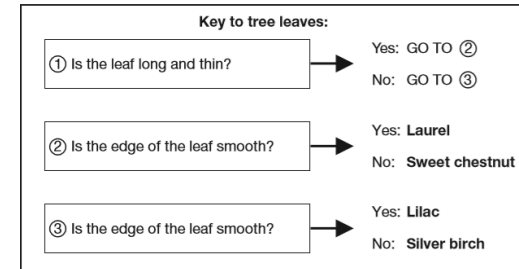 Key to tree leaves:
① Is the leaf long and thin?
Yes: GO TO ②
No: GO TO ③
② Is the edge of the leaf smooth?
Yes: Laurel
No: Sweet chestnut
③ Is the edge of the leaf smooth?
Yes: Lilac
No: Silver birch